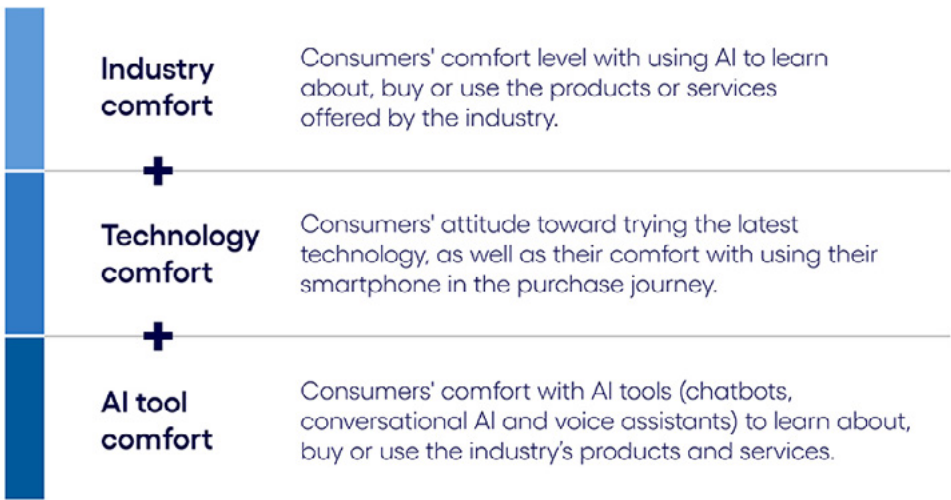 Industry
comfort
Consumers' comfort level with using AI to learn
about, buy or use the products or services
offered by the industry.
+
Technology
comfort
Consumers' attitude toward trying the latest
technology, as well as their comfort with using their
smartphone in the purchase journey.
+
AI tool
comfort
Consumers' comfort with AI tools (chatbots,
conversational AI and voice assistants) to learn about,
buy or use the industry's products and services.